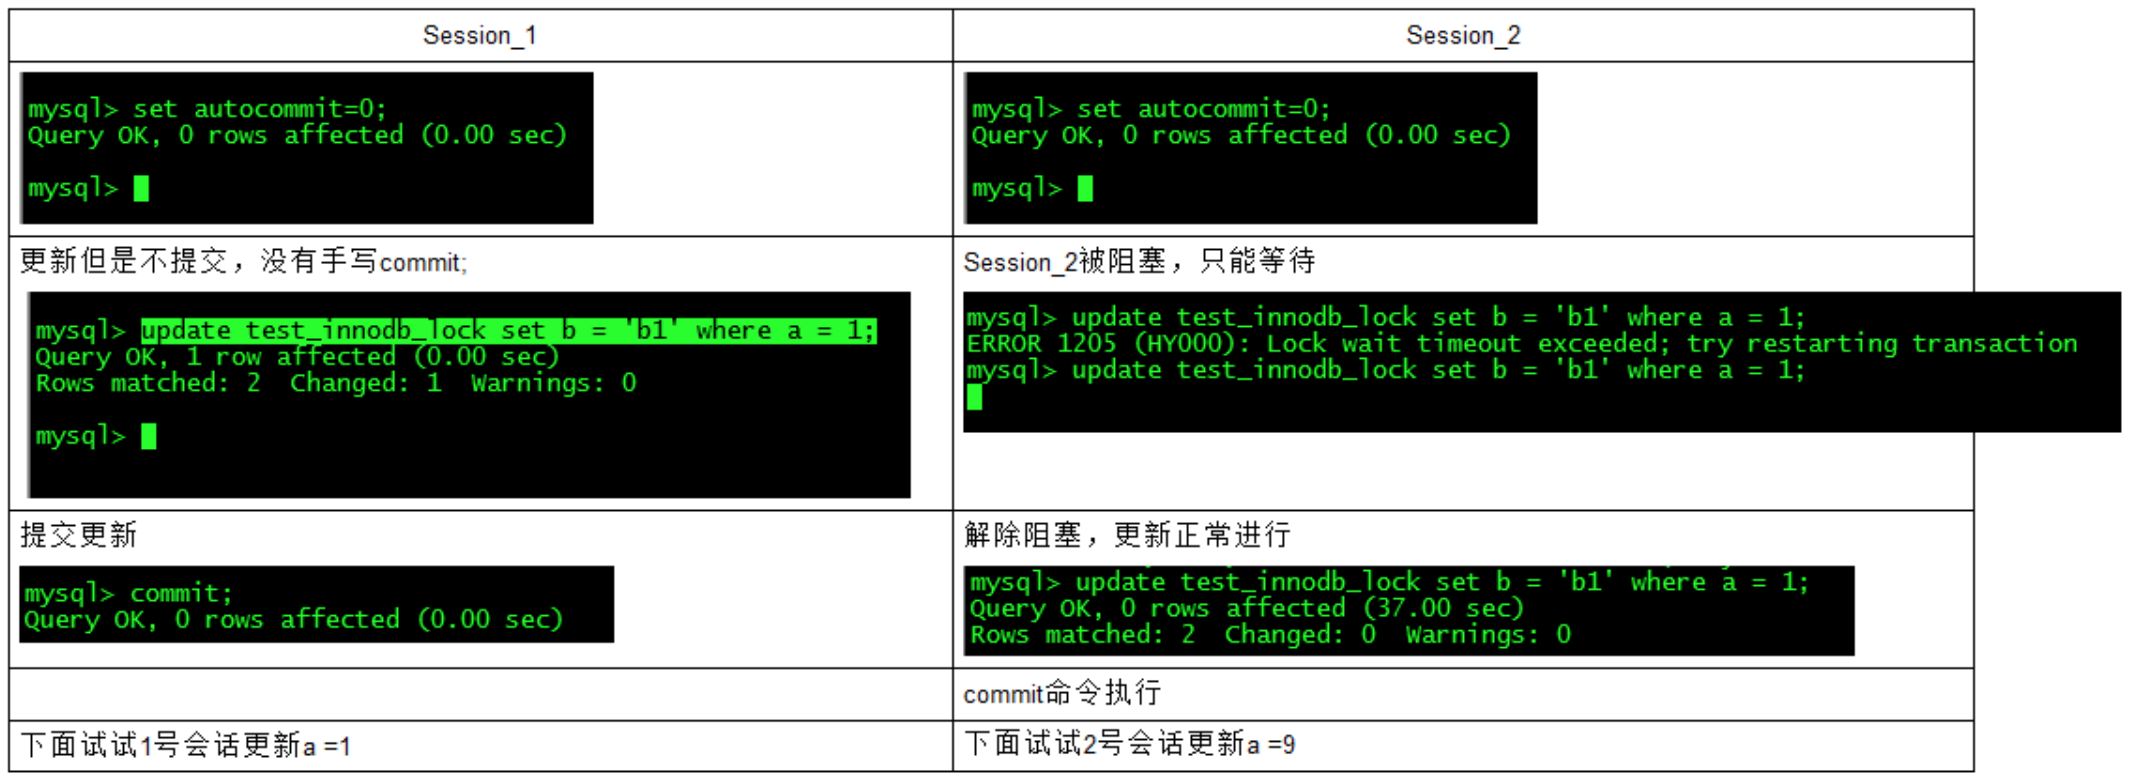 Session_1
Session_2
mysql> set autocommit=0;
Query OK, 0 rows affected (0.00 sec)
mysql>
mysql> set autocommit=0;
Query OK, 0 rows affected (0.00 sec)
mysql>
更新但是不提交，没有手写commit;
mysql> update test_innodb_lock set b = 'b1' where a = 1;
Query OK, 1 row affected (0.00 sec)
Rows matched: 2  Changed: 1  Warnings: 0
mysql>
Session_2被阻塞，只能等待
mysql> update test_innodb_lock set b = 'b1' where a = 1;
ERROR 1205 (HY000): Lock wait timeout exceeded; try restarting transaction
mysql> update test_innodb_lock set b = 'b1' where a = 1;
提交更新
mysql> commit;
Query OK, 0 rows affected (0.00 sec)
解除阻塞，更新正常进行
mysql> update test_innodb_lock set b = 'b1' where a = 1;
Query OK, 0 rows affected (37.00 sec)
Rows matched: 2  Changed: 0  Warnings: 0
commit命令执行
下面试试1号会话更新a =1
下面试试2号会话更新a =9